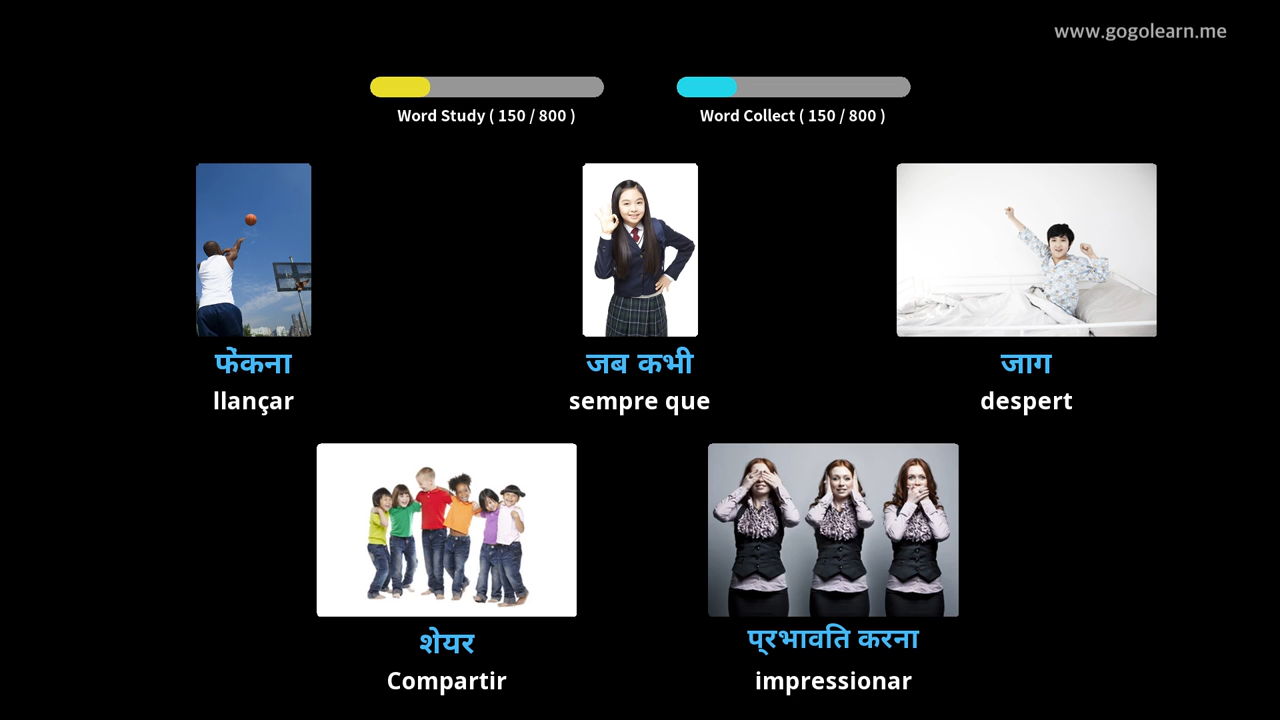 www.gogolearn.me
Word Study ( 150 / 800 )
Word Collect ( 150 / 800 )
फेंकना
llançar
जब कभी
sempre que
जाग
despert
शेयर
Compartir
प्रभावति करना
impressionar